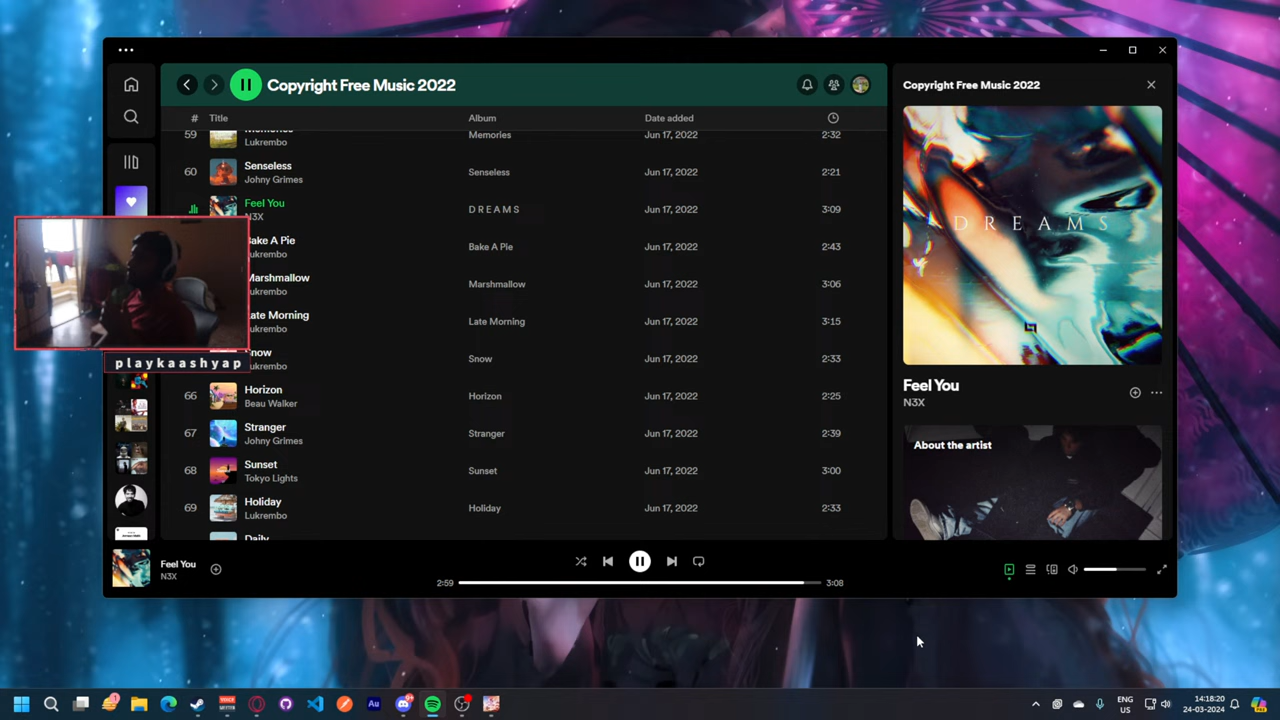 Copyright Free Music 2022
Copyright Free Music 2022
# Title Album Date added
59 Memories Memories Jun 17, 2022 2:32
Lukrembo
60 Senseless Senseless Jun 17, 2022 2:21
Johny Grimes
Feel You D R E A M S Jun 17, 2022 3:09
N3X
Bake A Pie Bake A Pie Jun 17, 2022 2:43
Lukrembo
Marshmallow Marshmallow Jun 17, 2022 3:06
ukrembo
Late Morning Late Morning Jun 17, 2022 3:15
ukrembo
Snow Snow Jun 17, 2022 2:33
ukrembo
66 Horizon Horizon Jun 17, 2022 2:25
Beau Walker
67 Stranger Stranger Jun 17, 2022 2:39
Johny Grimes
68 Sunset Sunset Jun 17, 2022 3:00
Tokyo Lights
69 Holiday Holiday Jun 17, 2022 2:33
Lukrembo
Daily
playkaashyap
D R E A M S
Feel You
N3X
About the artist
Feel You
N3X
2:59 3:08
ENG
US
14:18:20
24-03-2024
Au